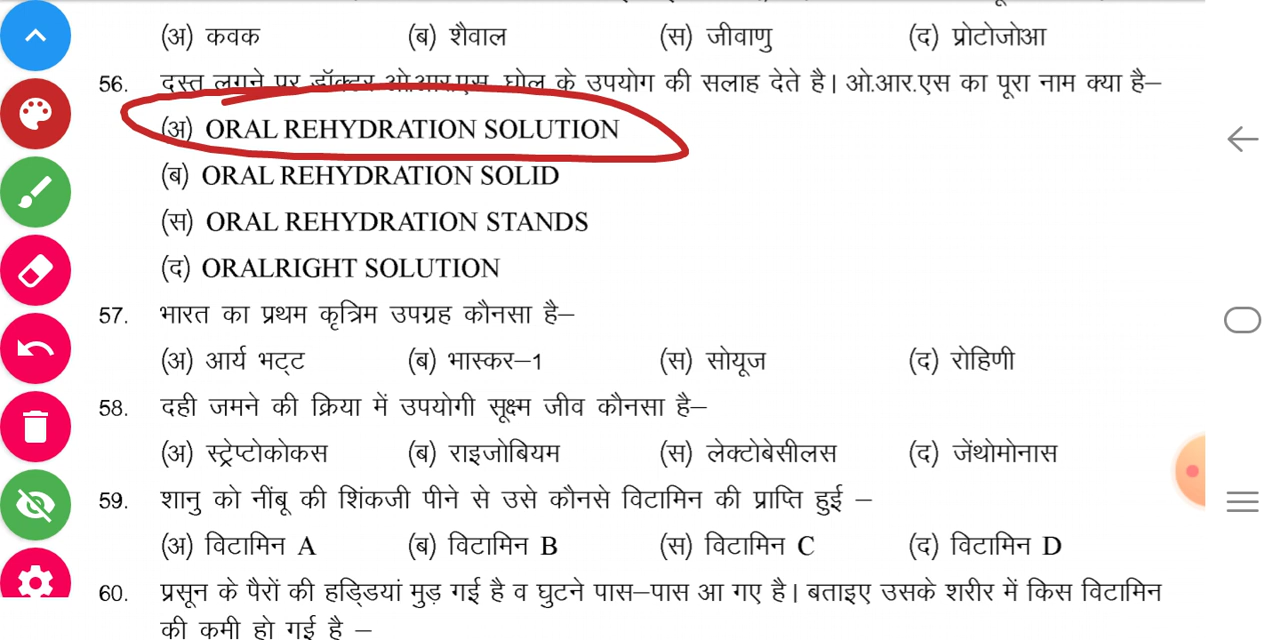 (अ) कवक (ब) शैवाल (स) जीवाणु (द) प्रोटोजोआ
56. दस्त लगने पर डॉक्टर ओ.आर.एस. घोल के उपयोग की सलाह देते है। ओ.आर.एस का पूरा नाम क्या है–
(अ) ORAL REHYDRATION SOLUTION
(ब) ORAL REHYDRATION SOLID
(स) ORAL REHYDRATION STANDS
(द) ORALRIGHT SOLUTION
57. भारत का प्रथम कृत्रिम उपग्रह कौनसा है–
(अ) आर्य भट्ट (ब) भास्कर–1 (स) सोयूज (द) रोहिणी
58. दही जमने की क्रिया में उपयोगी सूक्ष्म जीव कौनसा है–
(अ) स्ट्रेप्टोकोकस (ब) राइजोबियम (स) लेक्टोबेसीलस (द) जेंथोमोनास
59. शानु को नींबू की शिंकजी पीने से उसे कौनसे विटामिन की प्राप्ति हुई –
(अ) विटामिन A (ब) विटामिन B (स) विटामिन C (द) विटामिन D
60. प्रसून के पैरों की हड्डियां मुड़ गई है व घुटने पास–पास आ गए है। बताइए उसके शरीर में किस विटामिन
की कमी हो गई है –